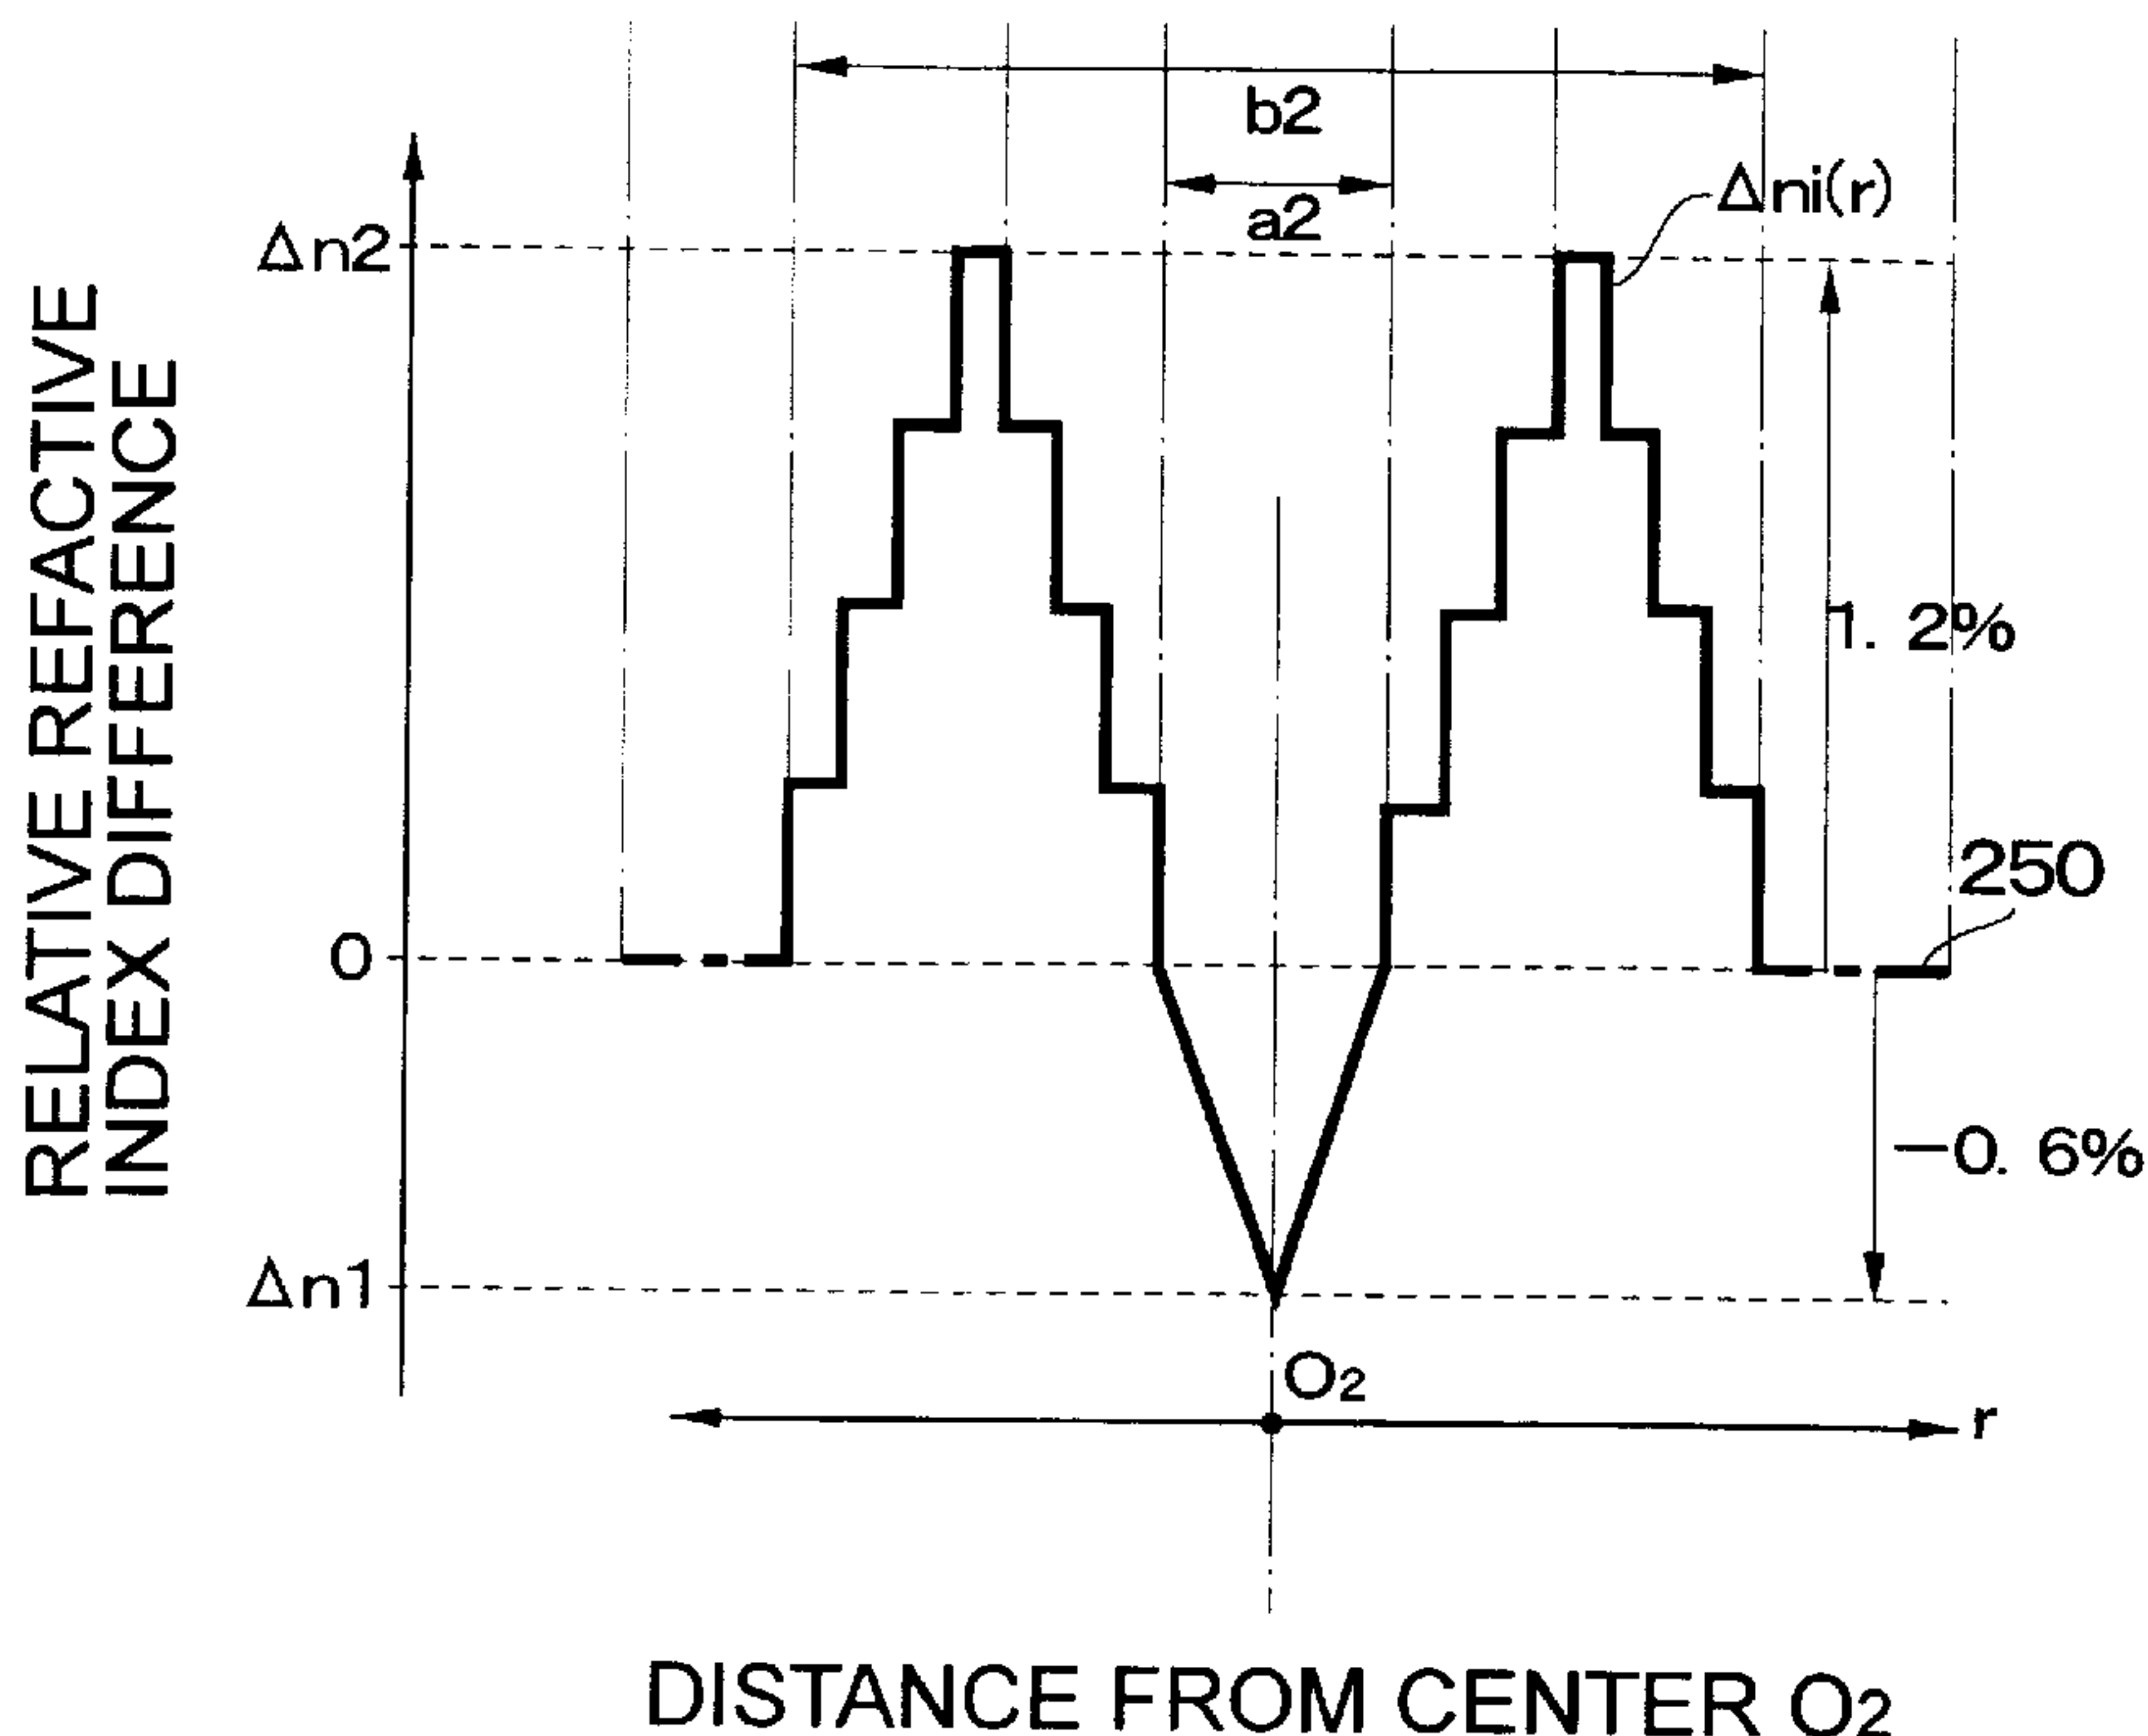 b2
a2
Δni(r)
Δn2
RELATIVE REFACTIVE
INDEX DIFFERENCE
1. 2%
250
0
−0. 6%
Δn1
O2
r
DISTANCE FROM CENTER O2